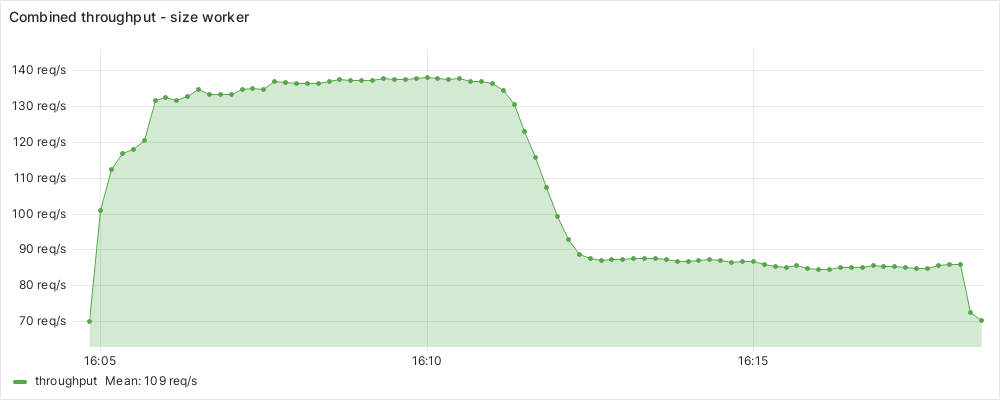 Combined throughput - size worker
140 req/s
130 req/s
120 req/s
110 req/s
100 req/s
90 req/s
80 req/s
70 req/s
16:05 16:10 16:15
throughput Mean: 109 req/s